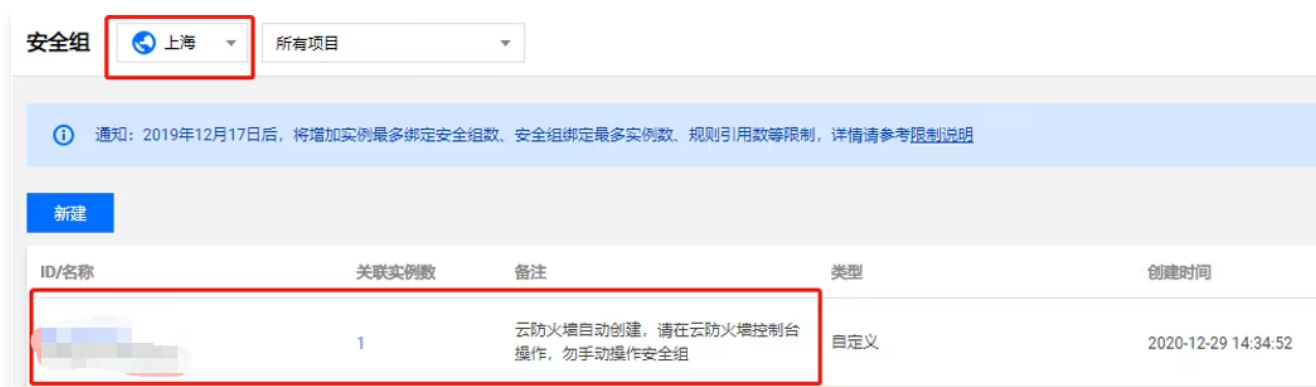 安全组 上海 所有项目
通知：2019年12月17日后，将增加实例最多绑定安全组数、安全组绑定最多实例数、规则引用数等限制，详情请参考限制说明
新建
ID/名称 关联实例数 备注 类型 创建时间
1 云防火墙自动创建，请在云防火墙控制台 自定义 2020-12-29 14:34:52
操作，勿手动操作安全组